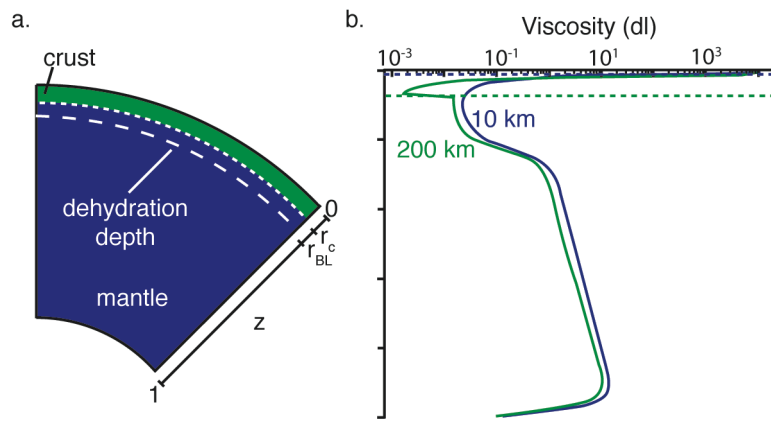 a.
crust
dehydration
depth
mantle
0
r_c
r_BL
z
1
b.
Viscosity (dl)
10^-3 10^-1 10^1 10^3
10 km
200 km